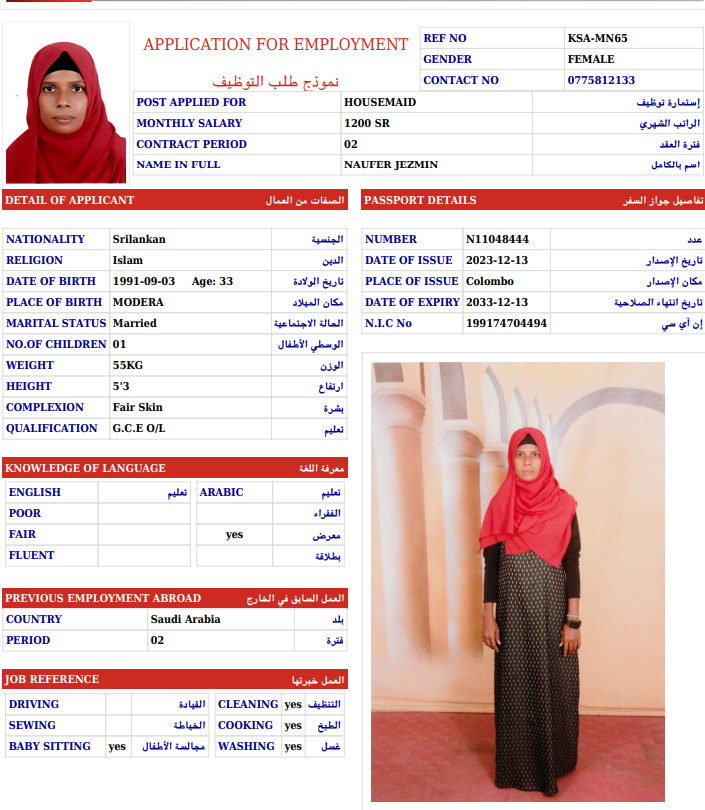 APPLICATION FOR EMPLOYMENT
نموذج طلب التوظيف
REF NO KSA-MN65
GENDER FEMALE
CONTACT NO 0775812133
POST APPLIED FOR HOUSEMAID إستمارة توظيف
MONTHLY SALARY 1200 SR الراتب الشهري
CONTRACT PERIOD 02 فترة العقد
NAME IN FULL NAUFER JEZMIN اسم بالكامل
DETAIL OF APPLICANT الصفات من العمال
NATIONALITY Srilankan الجنسية
RELIGION Islam الدين
DATE OF BIRTH 1991-09-03 Age: 33 تاريخ الولادة
PLACE OF BIRTH MODERA مكان الميلاد
MARITAL STATUS Married الحالة الاجتماعية
NO.OF CHILDREN 01 الوسطي الأطفال
WEIGHT 55KG الوزن
HEIGHT 5'3 ارتفاع
COMPLEXION Fair Skin بشرة
QUALIFICATION G.C.E O/L تعليم
PASSPORT DETAILS تفاصيل جواز السفر
NUMBER N11048444 عدد
DATE OF ISSUE 2023-12-13 تاريخ الإصدار
PLACE OF ISSUE Colombo مكان الإصدار
DATE OF EXPIRY 2033-12-13 تاريخ انتهاء الصلاحية
N.I.C No 199174704494 إن آي سي
KNOWLEDGE OF LANGUAGE معرفة اللغة
ENGLISH تعليم ARABIC تعليم
POOR الفقراء
FAIR yes معرض
FLUENT بطلاقة
PREVIOUS EMPLOYMENT ABROAD العمل السابق في الخارج
COUNTRY Saudi Arabia بلد
PERIOD 02 فترة
JOB REFERENCE العمل خبرتها
DRIVING القيادة CLEANING yes التنظيف
SEWING الخياطة COOKING yes الطبخ
BABY SITTING yes مجالسة الأطفال WASHING yes غسل